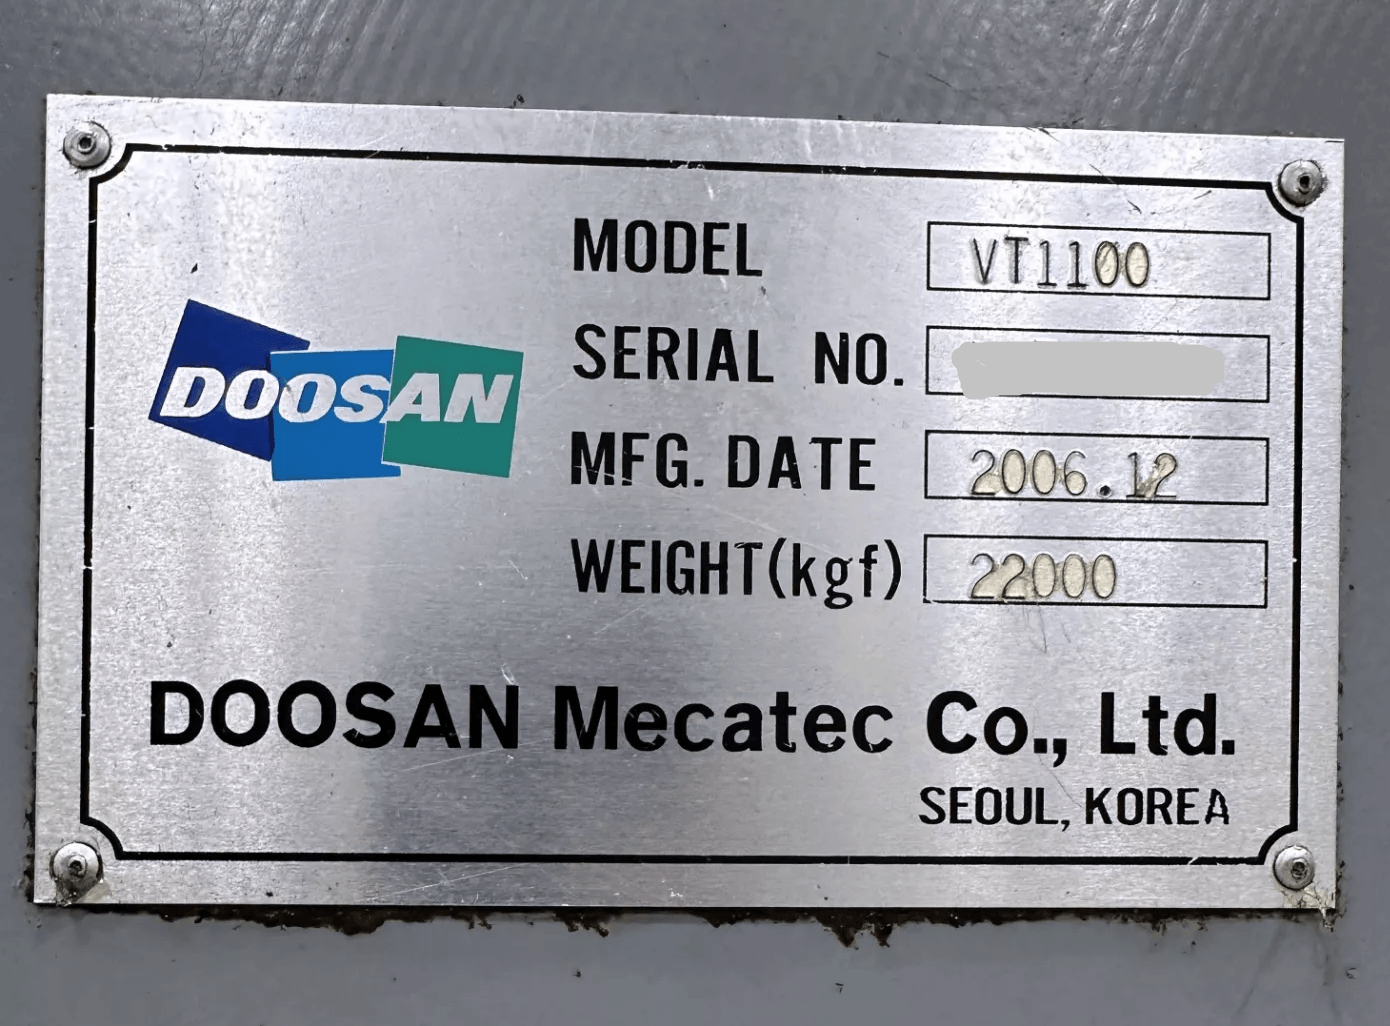 DOOSAN
MODEL VT1100
SERIAL NO.
MFG. DATE 2006.12
WEIGHT(kgf) 22000
DOOSAN Mecatec Co., Ltd.
SEOUL, KOREA